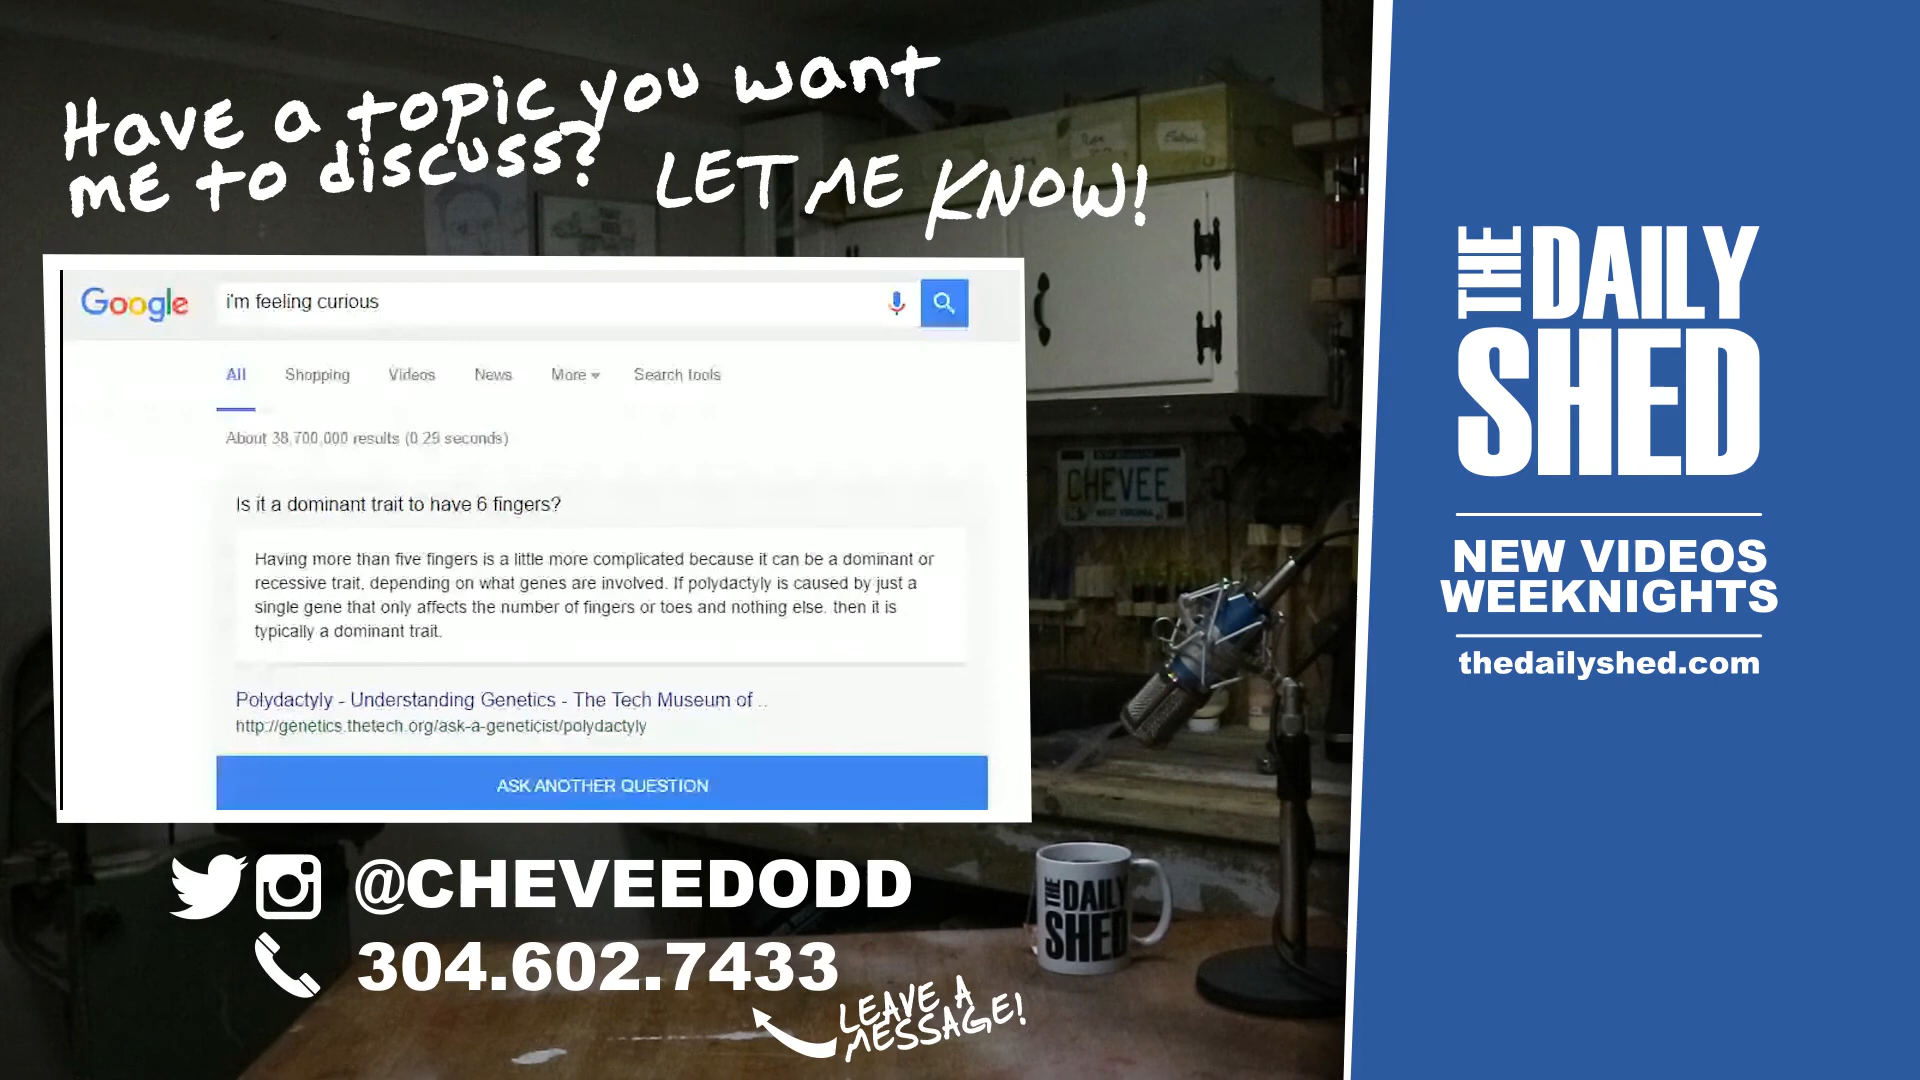 Have a topic you want
me to discuss? LET ME KNOW!
Google
i'm feeling curious
All Shopping Videos News More Search tools
About 38,700,000 results (0.29 seconds)
Is it a dominant trait to have 6 fingers?
Having more than five fingers is a little more complicated because it can be a dominant or
recessive trait, depending on what genes are involved. If polydactyly is caused by just a
single gene that only affects the number of fingers or toes and nothing else, then it is
typically a dominant trait.
Polydactyly - Understanding Genetics - The Tech Museum of ..
http://genetics.thetech.org/ask-a-geneticist/polydactyly
ASK ANOTHER QUESTION
@CHEVEEDODD
304.602.7433
LEAVE A
MESSAGE!
CHEVEE
WEST VIRGINIA
THE DAILY
SHED
THE DAILY
SHED
NEW VIDEOS
WEEKNIGHTS
thedailyshed.com